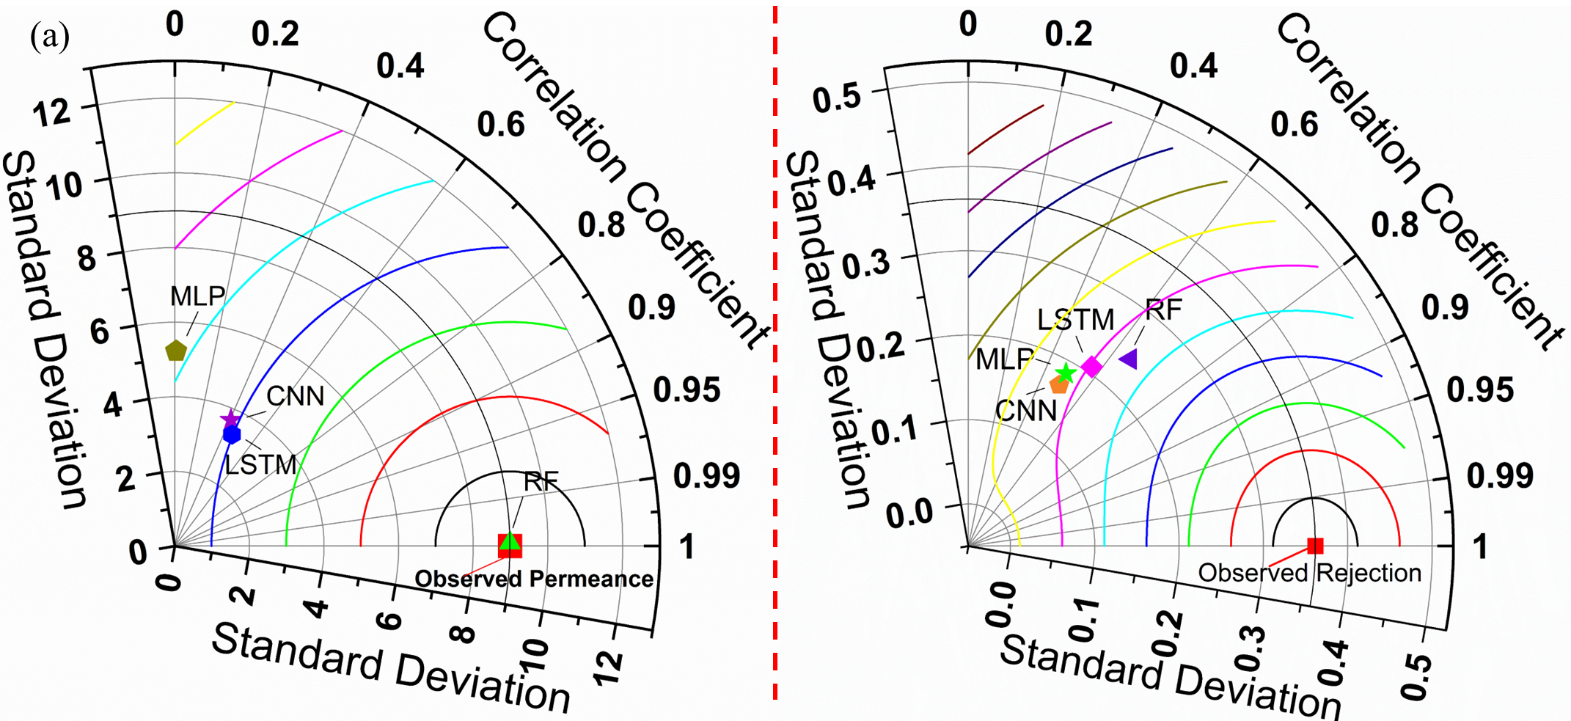 (a)
0
0.2
0.4
0.6
0.8
0.9
0.95
0.99
1
Correlation Coefficient
12
10
8
6
4
2
0
Standard Deviation
MLP
CNN
LSTM
RF
Observed Permeance
0
2
4
6
8
10
12
Standard Deviation
0
0.2
0.4
0.6
0.8
0.9
0.95
0.99
1
Correlation Coefficient
0.5
0.4
0.3
0.2
0.1
0.0
Standard Deviation
LSTM
RF
MLP
CNN
Observed Rejection
0.0
0.1
0.2
0.3
0.4
0.5
Standard Deviation